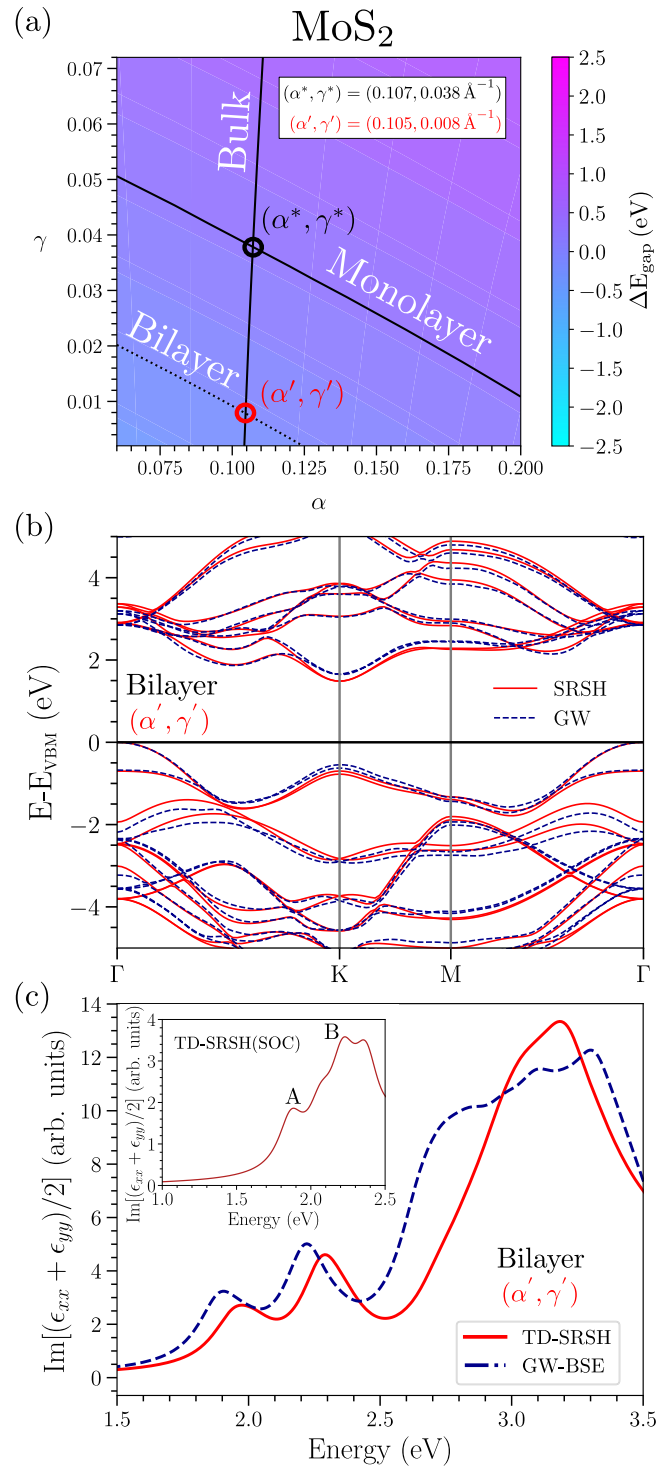 (a)
MoS₂
0.07
0.06
0.05
0.04
0.03
0.02
0.01
γ
Bulk
(α*, γ*) = (0.107, 0.038 Å⁻¹)
(α′, γ′) = (0.105, 0.008 Å⁻¹)
(α*, γ*)
Monolayer
Bilayer
(α′, γ′)
0.075 0.100 0.125 0.150 0.175 0.200
α
2.5
2.0
1.5
1.0
0.5
0.0
−0.5
−1.0
−1.5
−2.0
−2.5
ΔE_gap (eV)
(b)
4
2
0
−2
−4
E-E_VBM (eV)
Bilayer
(α′, γ′)
SRSH
GW
Γ K M Γ
(c)
14
12
10
8
6
4
2
0
Im[(ϵ_xx + ϵ_yy)/2] (arb. units)
4
3
2
1
0
Im[(ϵ_xx + ϵ_yy)/2] (arb. units)
TD-SRSH(SOC)
A
B
1.0 1.5 2.0 2.5
Energy (eV)
Bilayer
(α′, γ′)
TD-SRSH
GW-BSE
1.5 2.0 2.5 3.0 3.5
Energy (eV)